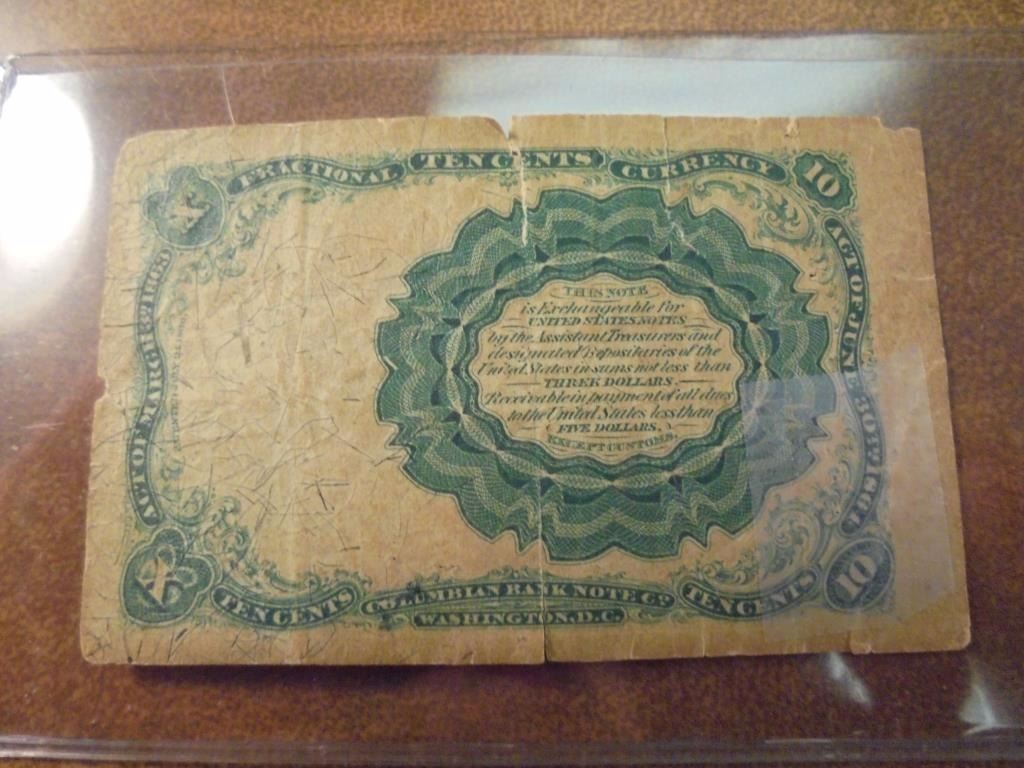 FRACTIONAL TEN CENTS CURRENCY
X
10
ACT OF MARCH 3RD 1863
ACT OF JUNE 30TH 1864
THIS NOTE
is Exchangeable for
UNITED STATES NOTES
by the Assistant Treasurers and
designated Depositaries of the
United States in sums not less than
THREE DOLLARS.
Receivable in payment of all dues
to the United States less than
FIVE DOLLARS,
EXCEPT CUSTOMS.
X
10
TEN CENTS COLUMBIAN BANK NOTE CO. TEN CENTS
WASHINGTON.D.C.